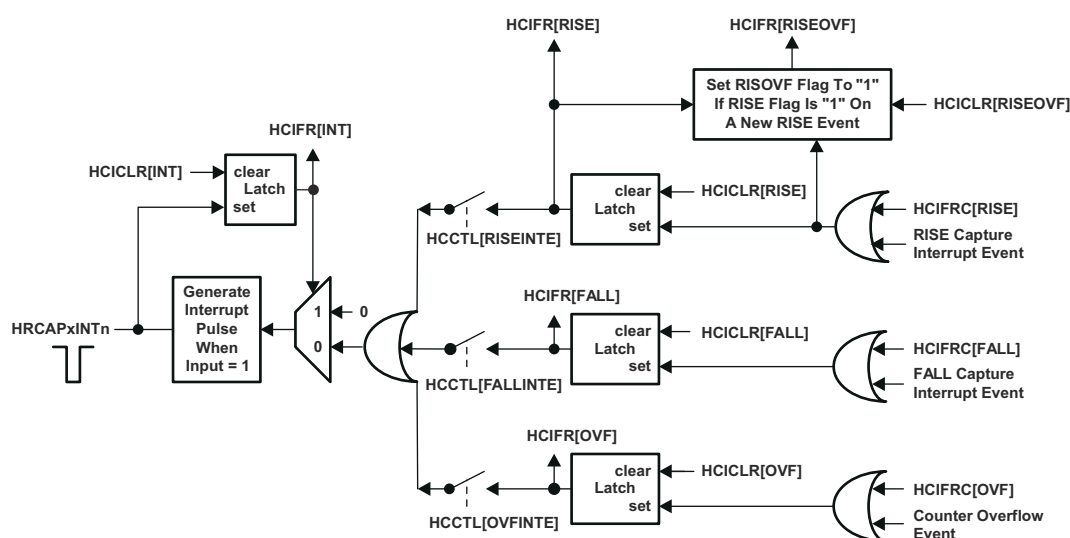 HCIFR[RISE]
HCIFR[RISEOVF]
Set RISOVF Flag To "1"
If RISE Flag Is "1" On
A New RISE Event
HCICLR[RISEOVF]
HCIFR[INT]
HCICLR[INT]
clear
Latch
set
HCCTL[RISEINTE]
clear
Latch
set
HCICLR[RISE]
HCIFRC[RISE]
RISE Capture
Interrupt Event
HRCAPxINTn
Generate
Interrupt
Pulse
When
Input = 1
1
0
0
HCIFR[FALL]
HCCTL[FALLINTE]
clear
Latch
set
HCICLR[FALL]
HCIFRC[FALL]
FALL Capture
Interrupt Event
HCIFR[OVF]
HCCTL[OVFINTE]
clear
Latch
set
HCICLR[OVF]
HCIFRC[OVF]
Counter Overflow
Event